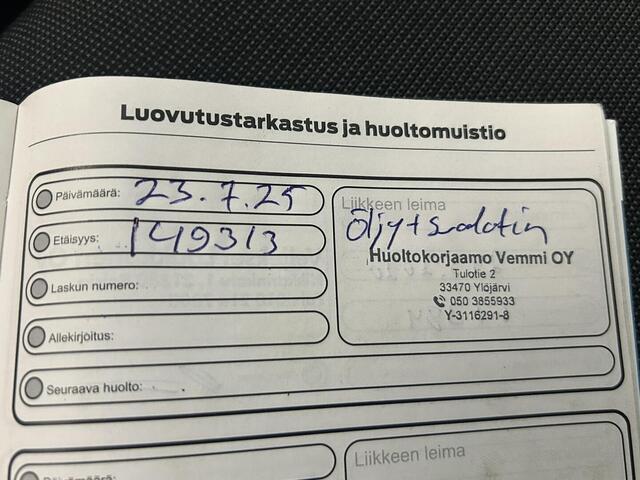 Luovutustarkastus ja huoltomuistio
Päivämäärä: 23.7.25
Etäisyys: 149313
Laskun numero:
Allekirjoitus:
Seuraava huolto:
Liikkeen leima
Öljy+suodatin
Huoltokorjaamo Vemmi OY
Tulotie 2
33470 Ylöjärvi
050 3855933
Y-3116291-8
Päivämäärä:
Liikkeen leima